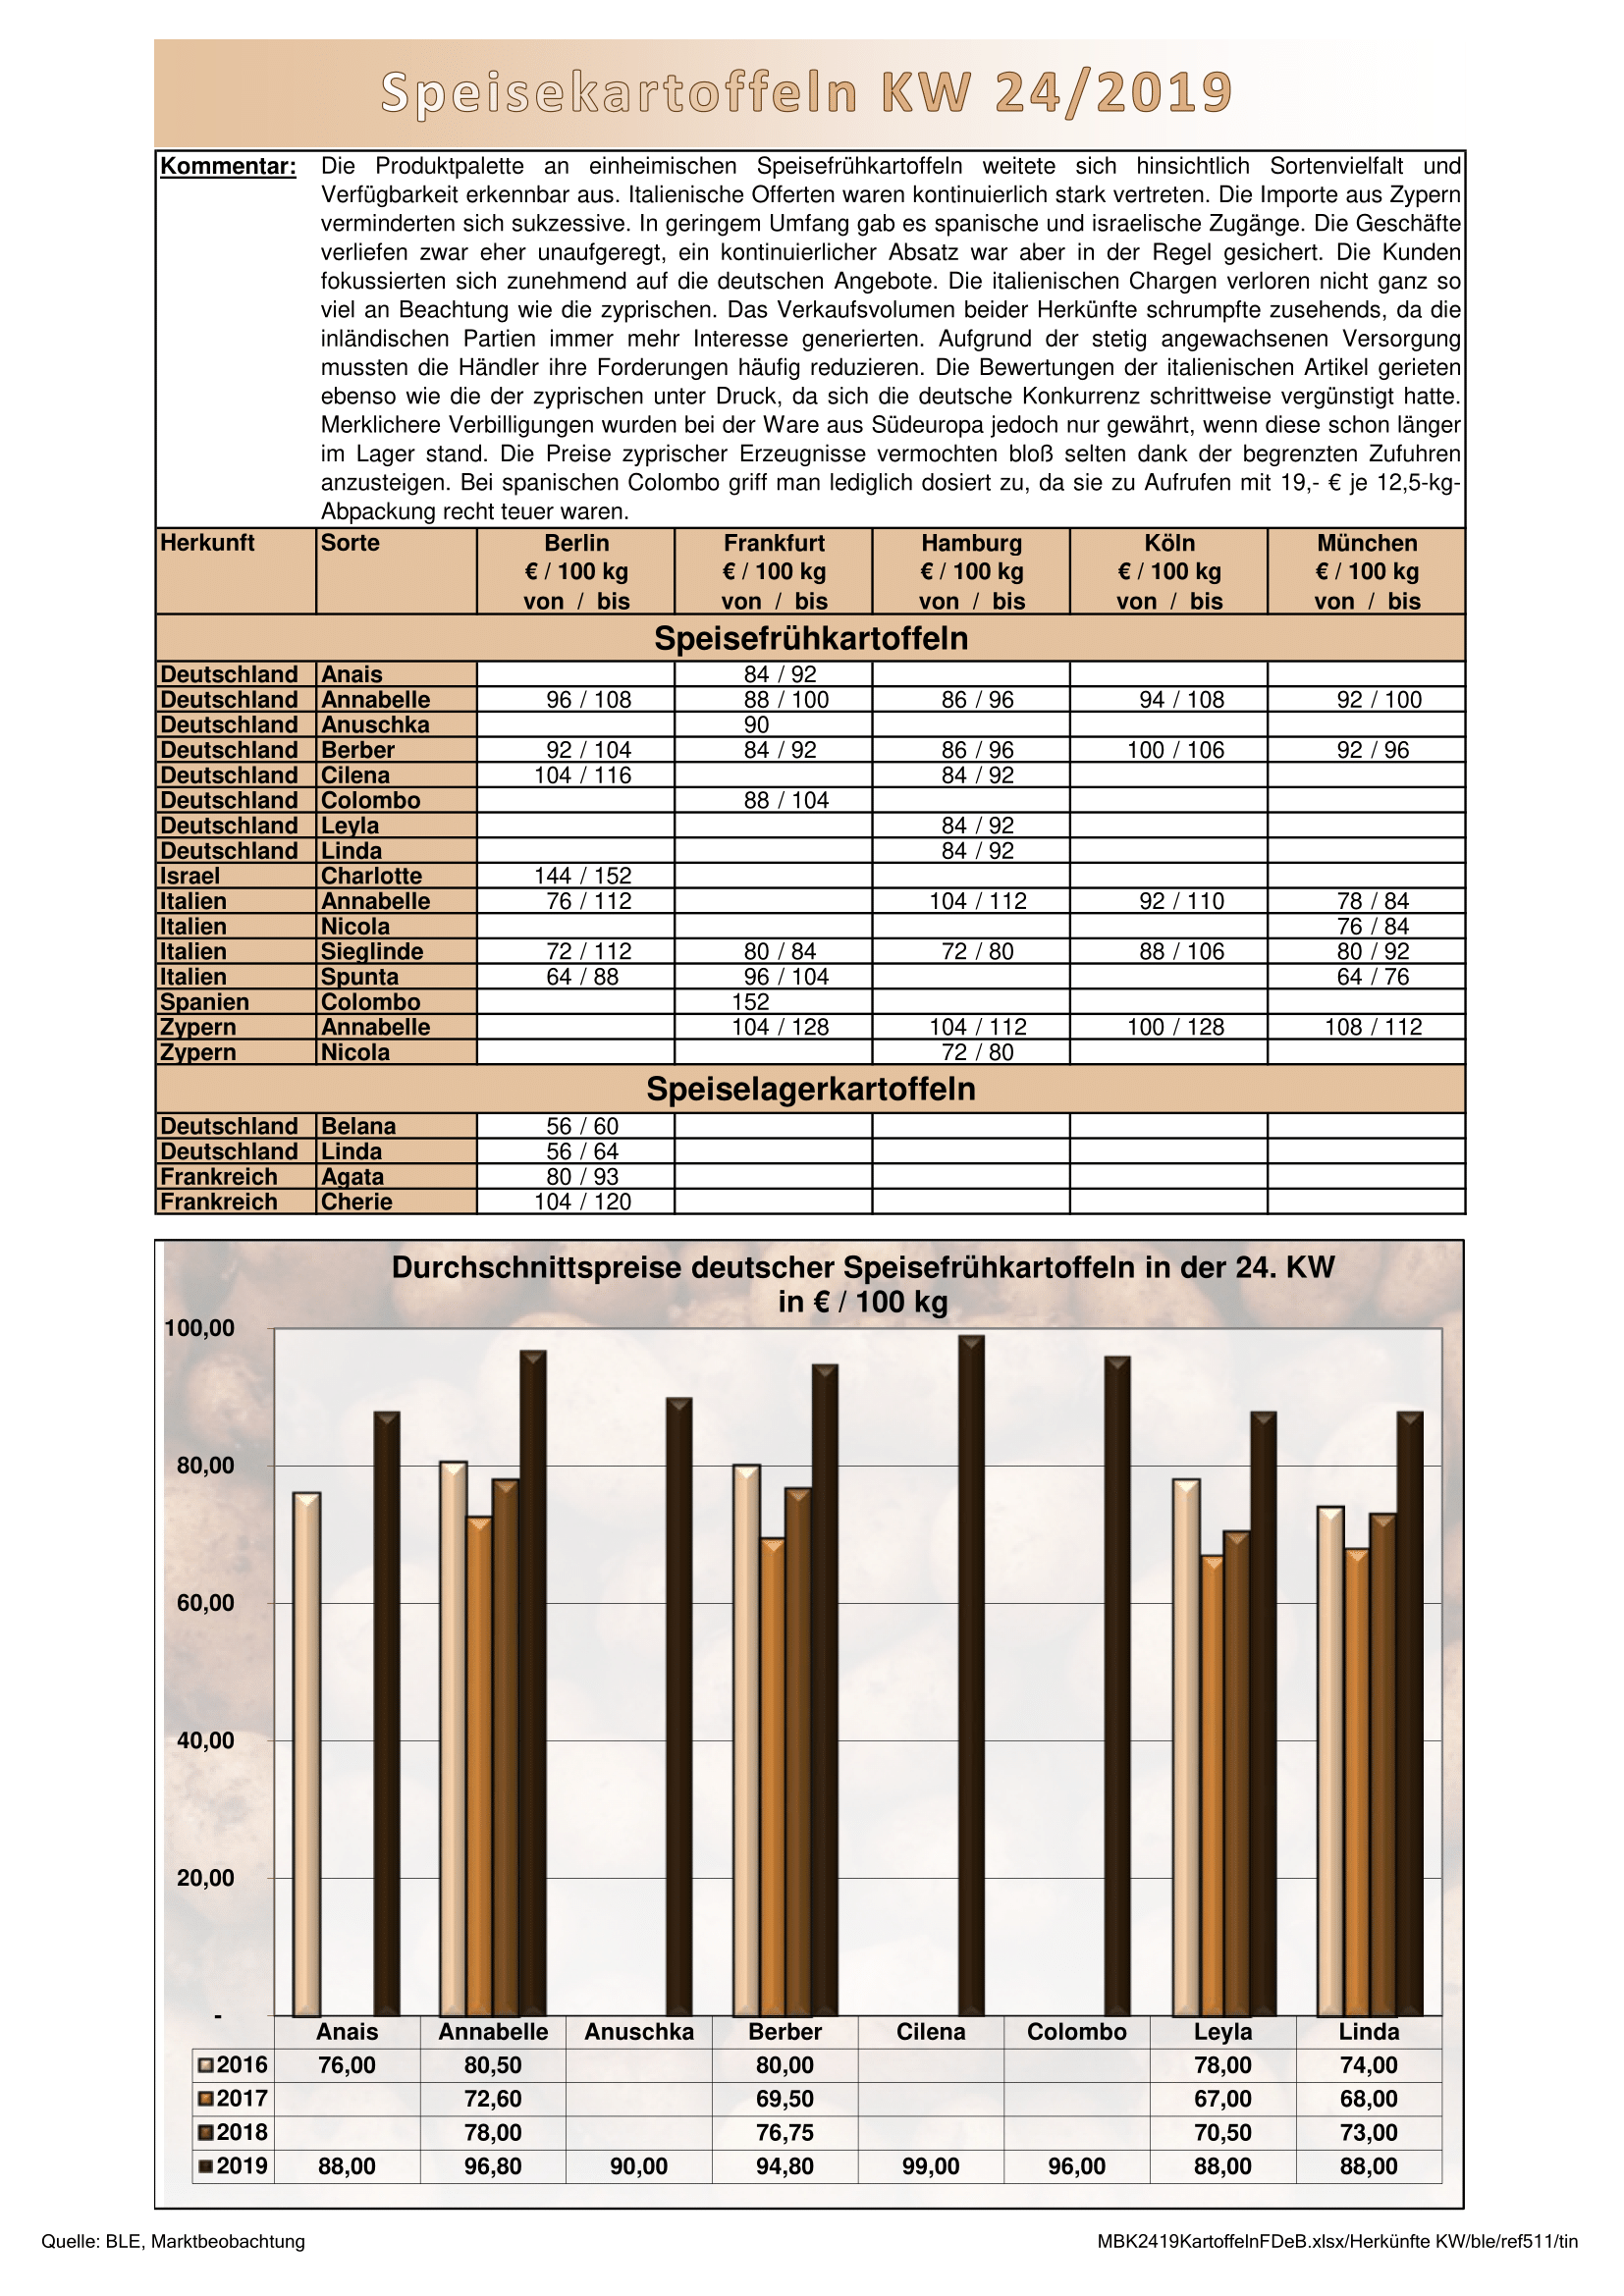 Speisekartoffeln KW 24/2019
Kommentar: Die Produktpalette an einheimischen Speisefrühkartoffeln weitete sich hinsichtlich Sortenvielfalt und
Verfügbarkeit erkennbar aus. Italienische Offerten waren kontinuierlich stark vertreten. Die Importe aus Zypern
verminderten sich sukzessive. In geringem Umfang gab es spanische und israelische Zugänge. Die Geschäfte
verliefen zwar eher unaufgeregt, ein kontinuierlicher Absatz war aber in der Regel gesichert. Die Kunden
fokussierten sich zunehmend auf die deutschen Angebote. Die italienischen Chargen verloren nicht ganz so
viel an Beachtung wie die zyprischen. Das Verkaufsvolumen beider Herkünfte schrumpfte zusehends, da die
inländischen Partien immer mehr Interesse generierten. Aufgrund der stetig angewachsenen Versorgung
mussten die Händler ihre Forderungen häufig reduzieren. Die Bewertungen der italienischen Artikel gerieten
ebenso wie die der zyprischen unter Druck, da sich die deutsche Konkurrenz schrittweise vergünstigt hatte.
Merklichere Verbilligungen wurden bei der Ware aus Südeuropa jedoch nur gewährt, wenn diese schon länger
im Lager stand. Die Preise zyprischer Erzeugnisse vermochten bloß selten dank der begrenzten Zufuhren
anzusteigen. Bei spanischen Colombo griff man lediglich dosiert zu, da sie zu Aufrufen mit 19,- € je 12,5-kg-
Abpackung recht teuer waren.
Herkunft Sorte Berlin Frankfurt Hamburg Köln München
€ / 100 kg € / 100 kg € / 100 kg € / 100 kg € / 100 kg
von / bis von / bis von / bis von / bis von / bis
Speisefrühkartoffeln
Deutschland Anais 84 / 92
Deutschland Annabelle 96 / 108 88 / 100 86 / 96 94 / 108 92 / 100
Deutschland Anuschka 90
Deutschland Berber 92 / 104 84 / 92 86 / 96 100 / 106 92 / 96
Deutschland Cilena 104 / 116 84 / 92
Deutschland Colombo 88 / 104
Deutschland Leyla 84 / 92
Deutschland Linda 84 / 92
Israel Charlotte 144 / 152
Italien Annabelle 76 / 112 104 / 112 92 / 110 78 / 84
Italien Nicola 76 / 84
Italien Sieglinde 72 / 112 80 / 84 72 / 80 88 / 106 80 / 92
Italien Spunta 64 / 88 96 / 104 64 / 76
Spanien Colombo 152
Zypern Annabelle 104 / 128 104 / 112 100 / 128 108 / 112
Zypern Nicola 72 / 80
Speiselagerkartoffeln
Deutschland Belana 56 / 60
Deutschland Linda 56 / 64
Frankreich Agata 80 / 93
Frankreich Cherie 104 / 120
Durchschnittspreise deutscher Speisefrühkartoffeln in der 24. KW
in € / 100 kg
100,00
80,00
60,00
40,00
20,00
-
Anais Annabelle Anuschka Berber Cilena Colombo Leyla Linda
2016 76,00 80,50 80,00 78,00 74,00
2017 72,60 69,50 67,00 68,00
2018 78,00 76,75 70,50 73,00
2019 88,00 96,80 90,00 94,80 99,00 96,00 88,00 88,00
Quelle: BLE, Marktbeobachtung MBK2419KartoffelnFDeB.xlsx/Herkünfte KW/ble/ref511/tin